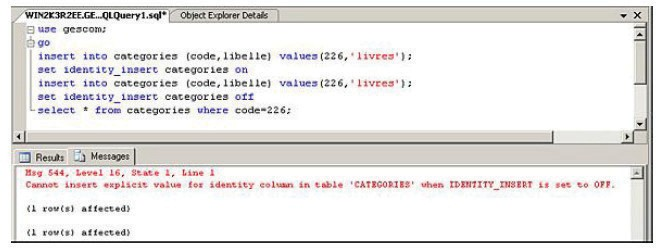 WIN2K3R2EE.GE...QLQuery1.sql* Object Explorer Details
use gescom;
go
insert into categories (code,libelle) values(226,'livres');
set identity_insert categories on
insert into categories (code,libelle) values(226,'livres');
set identity_insert categories off
select * from categories where code=226;
Results Messages
Msg 544, Level 16, State 1, Line 1
Cannot insert explicit value for identity column in table 'CATEGORIES' when IDENTITY_INSERT is set to OFF.
(1 row(s) affected)
(1 row(s) affected)